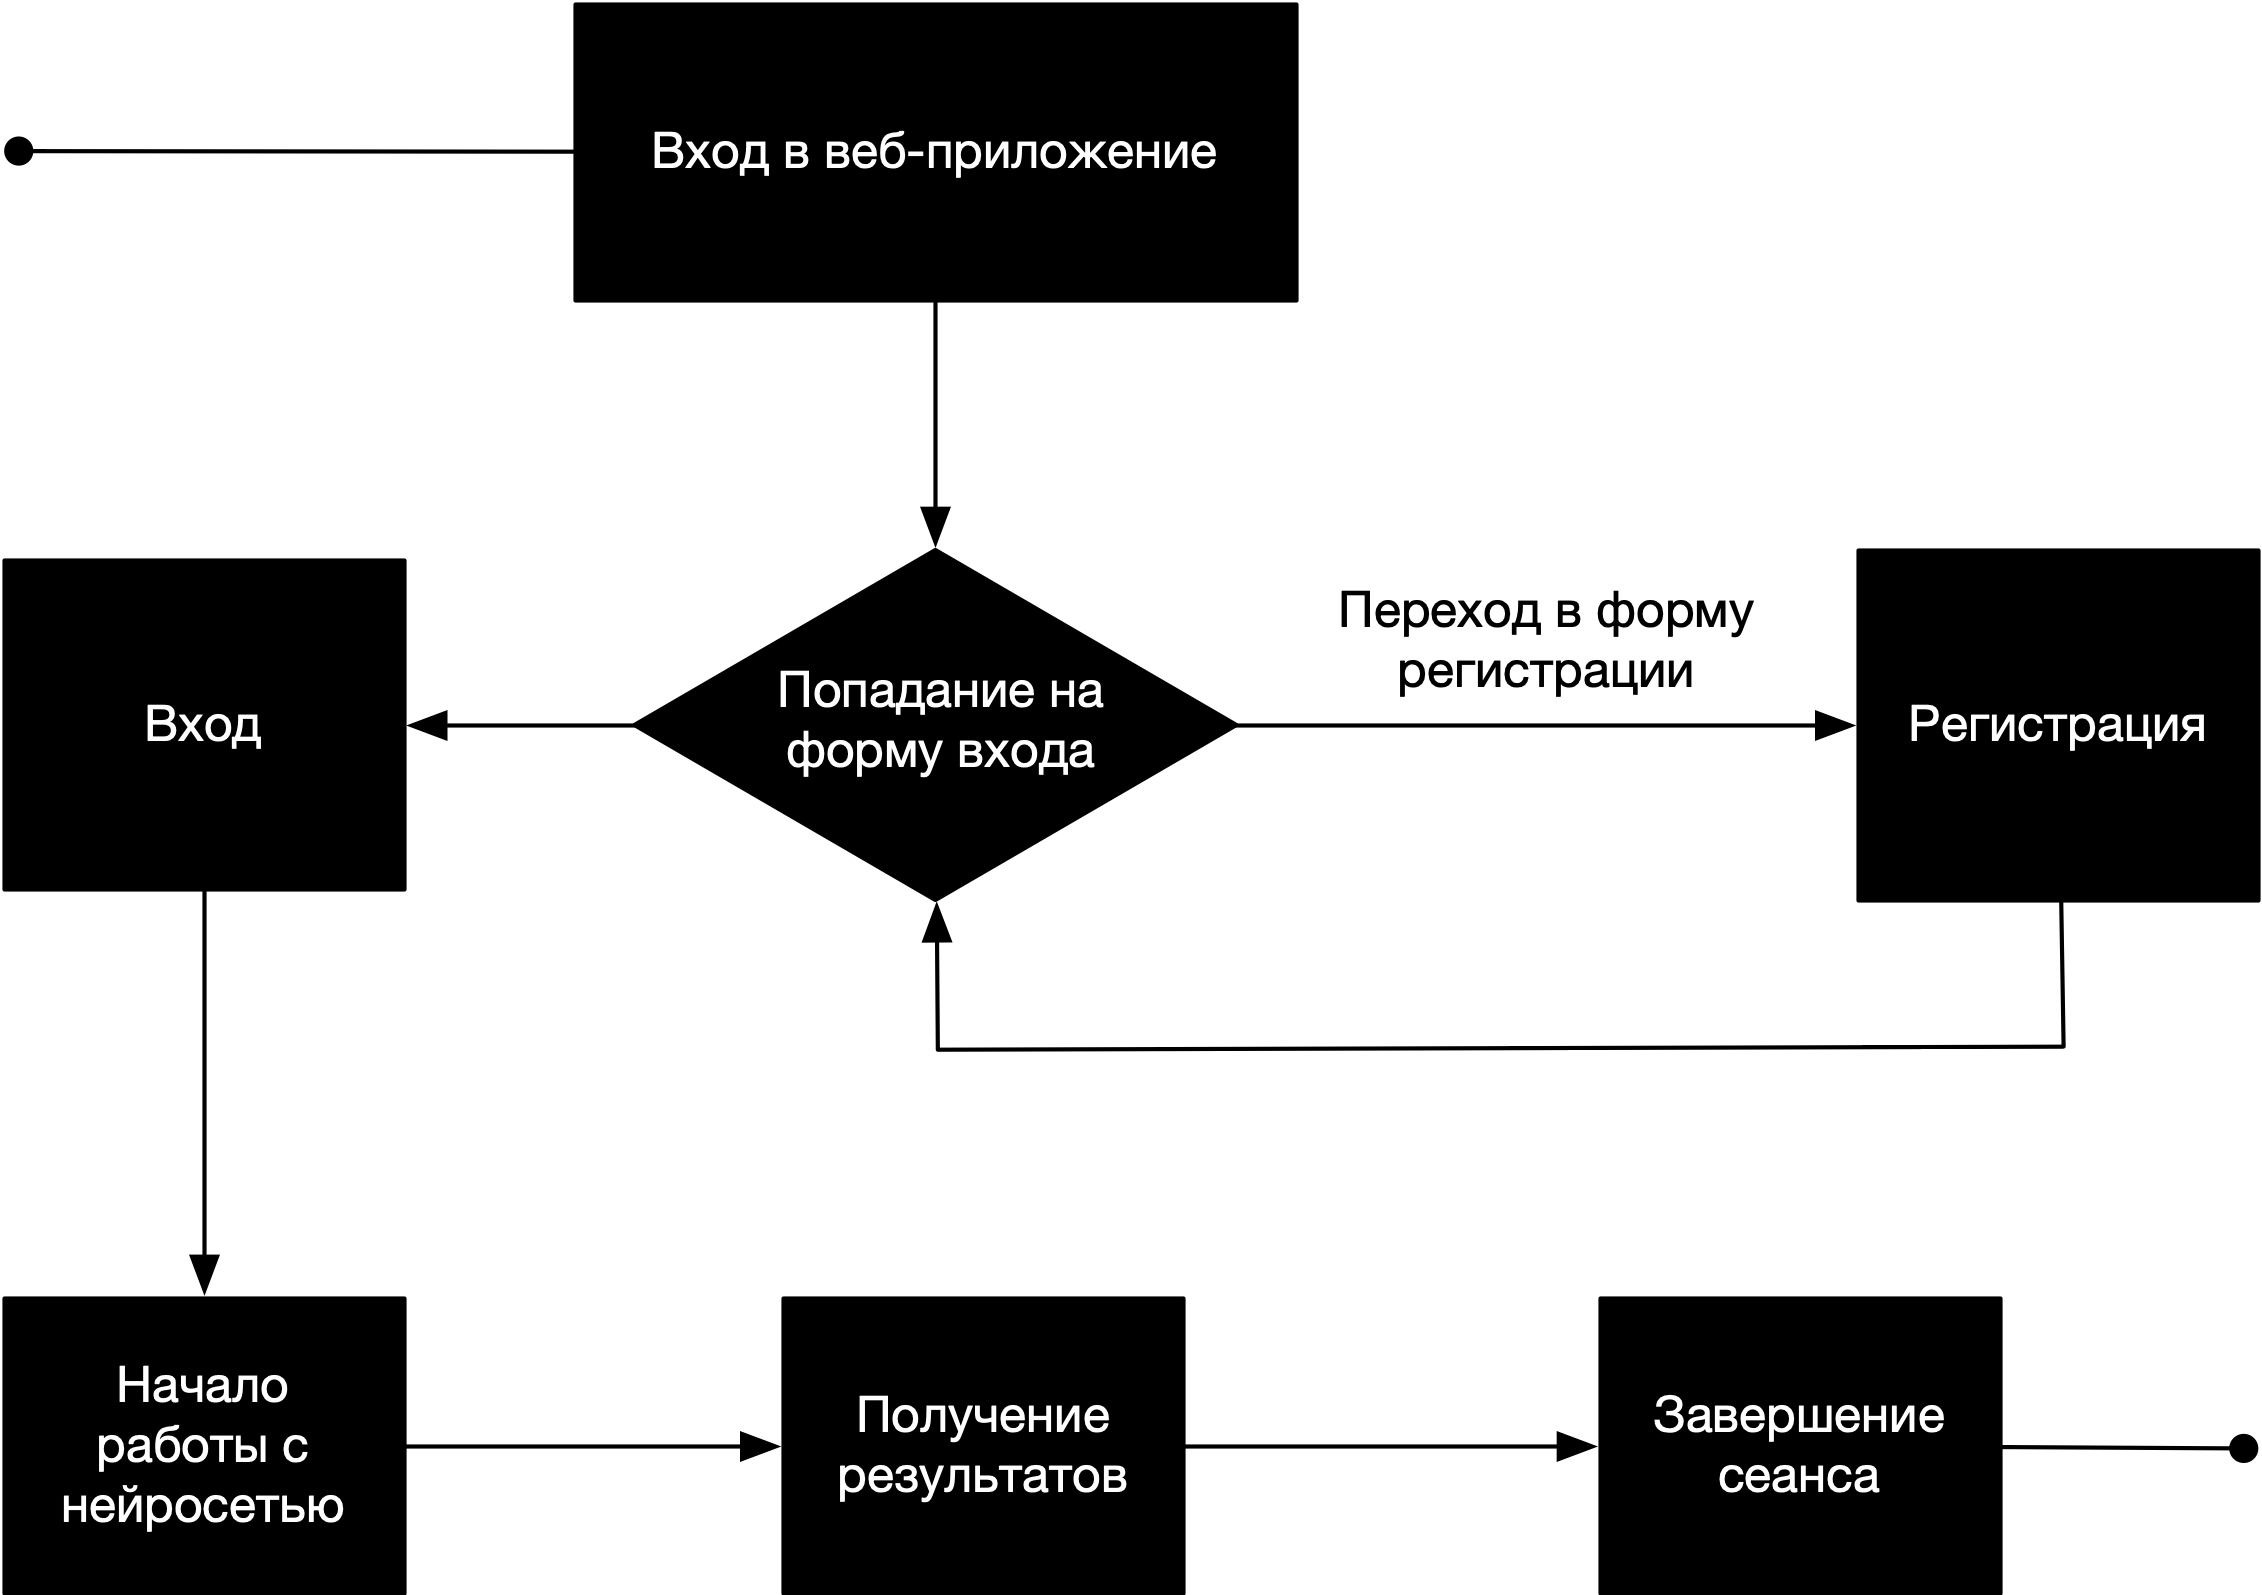 Вход в веб-приложение
Переход в форму
регистрации
Вход
Попадание на
форму входа
Регистрация
Начало
работы с
нейросетью
Получение
результатов
Завершение
сеанса